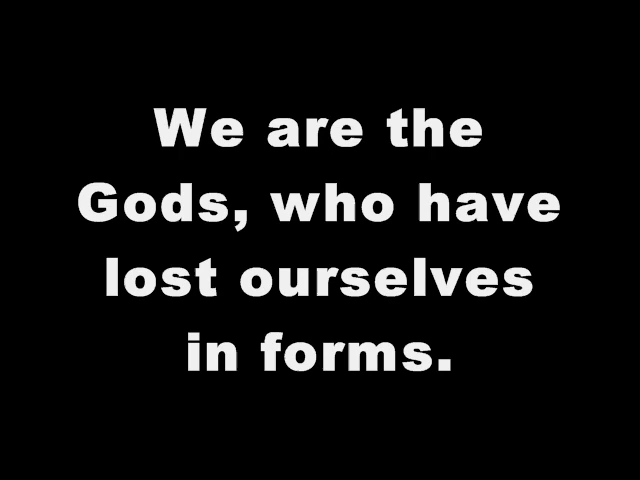 We are the
Gods, who have
lost ourselves
in forms.